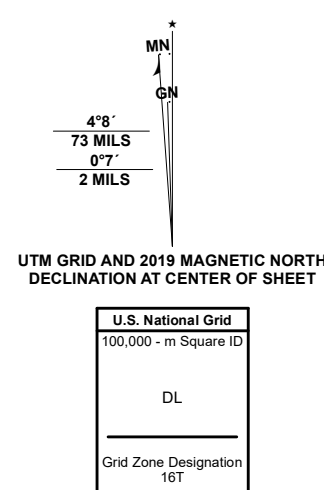 MN
GN
4°8´
73 MILS
0°7´
2 MILS
UTM GRID AND 2019 MAGNETIC NORTH
DECLINATION AT CENTER OF SHEET
U.S. National Grid
100,000 - m Square ID
DL
Grid Zone Designation
16T